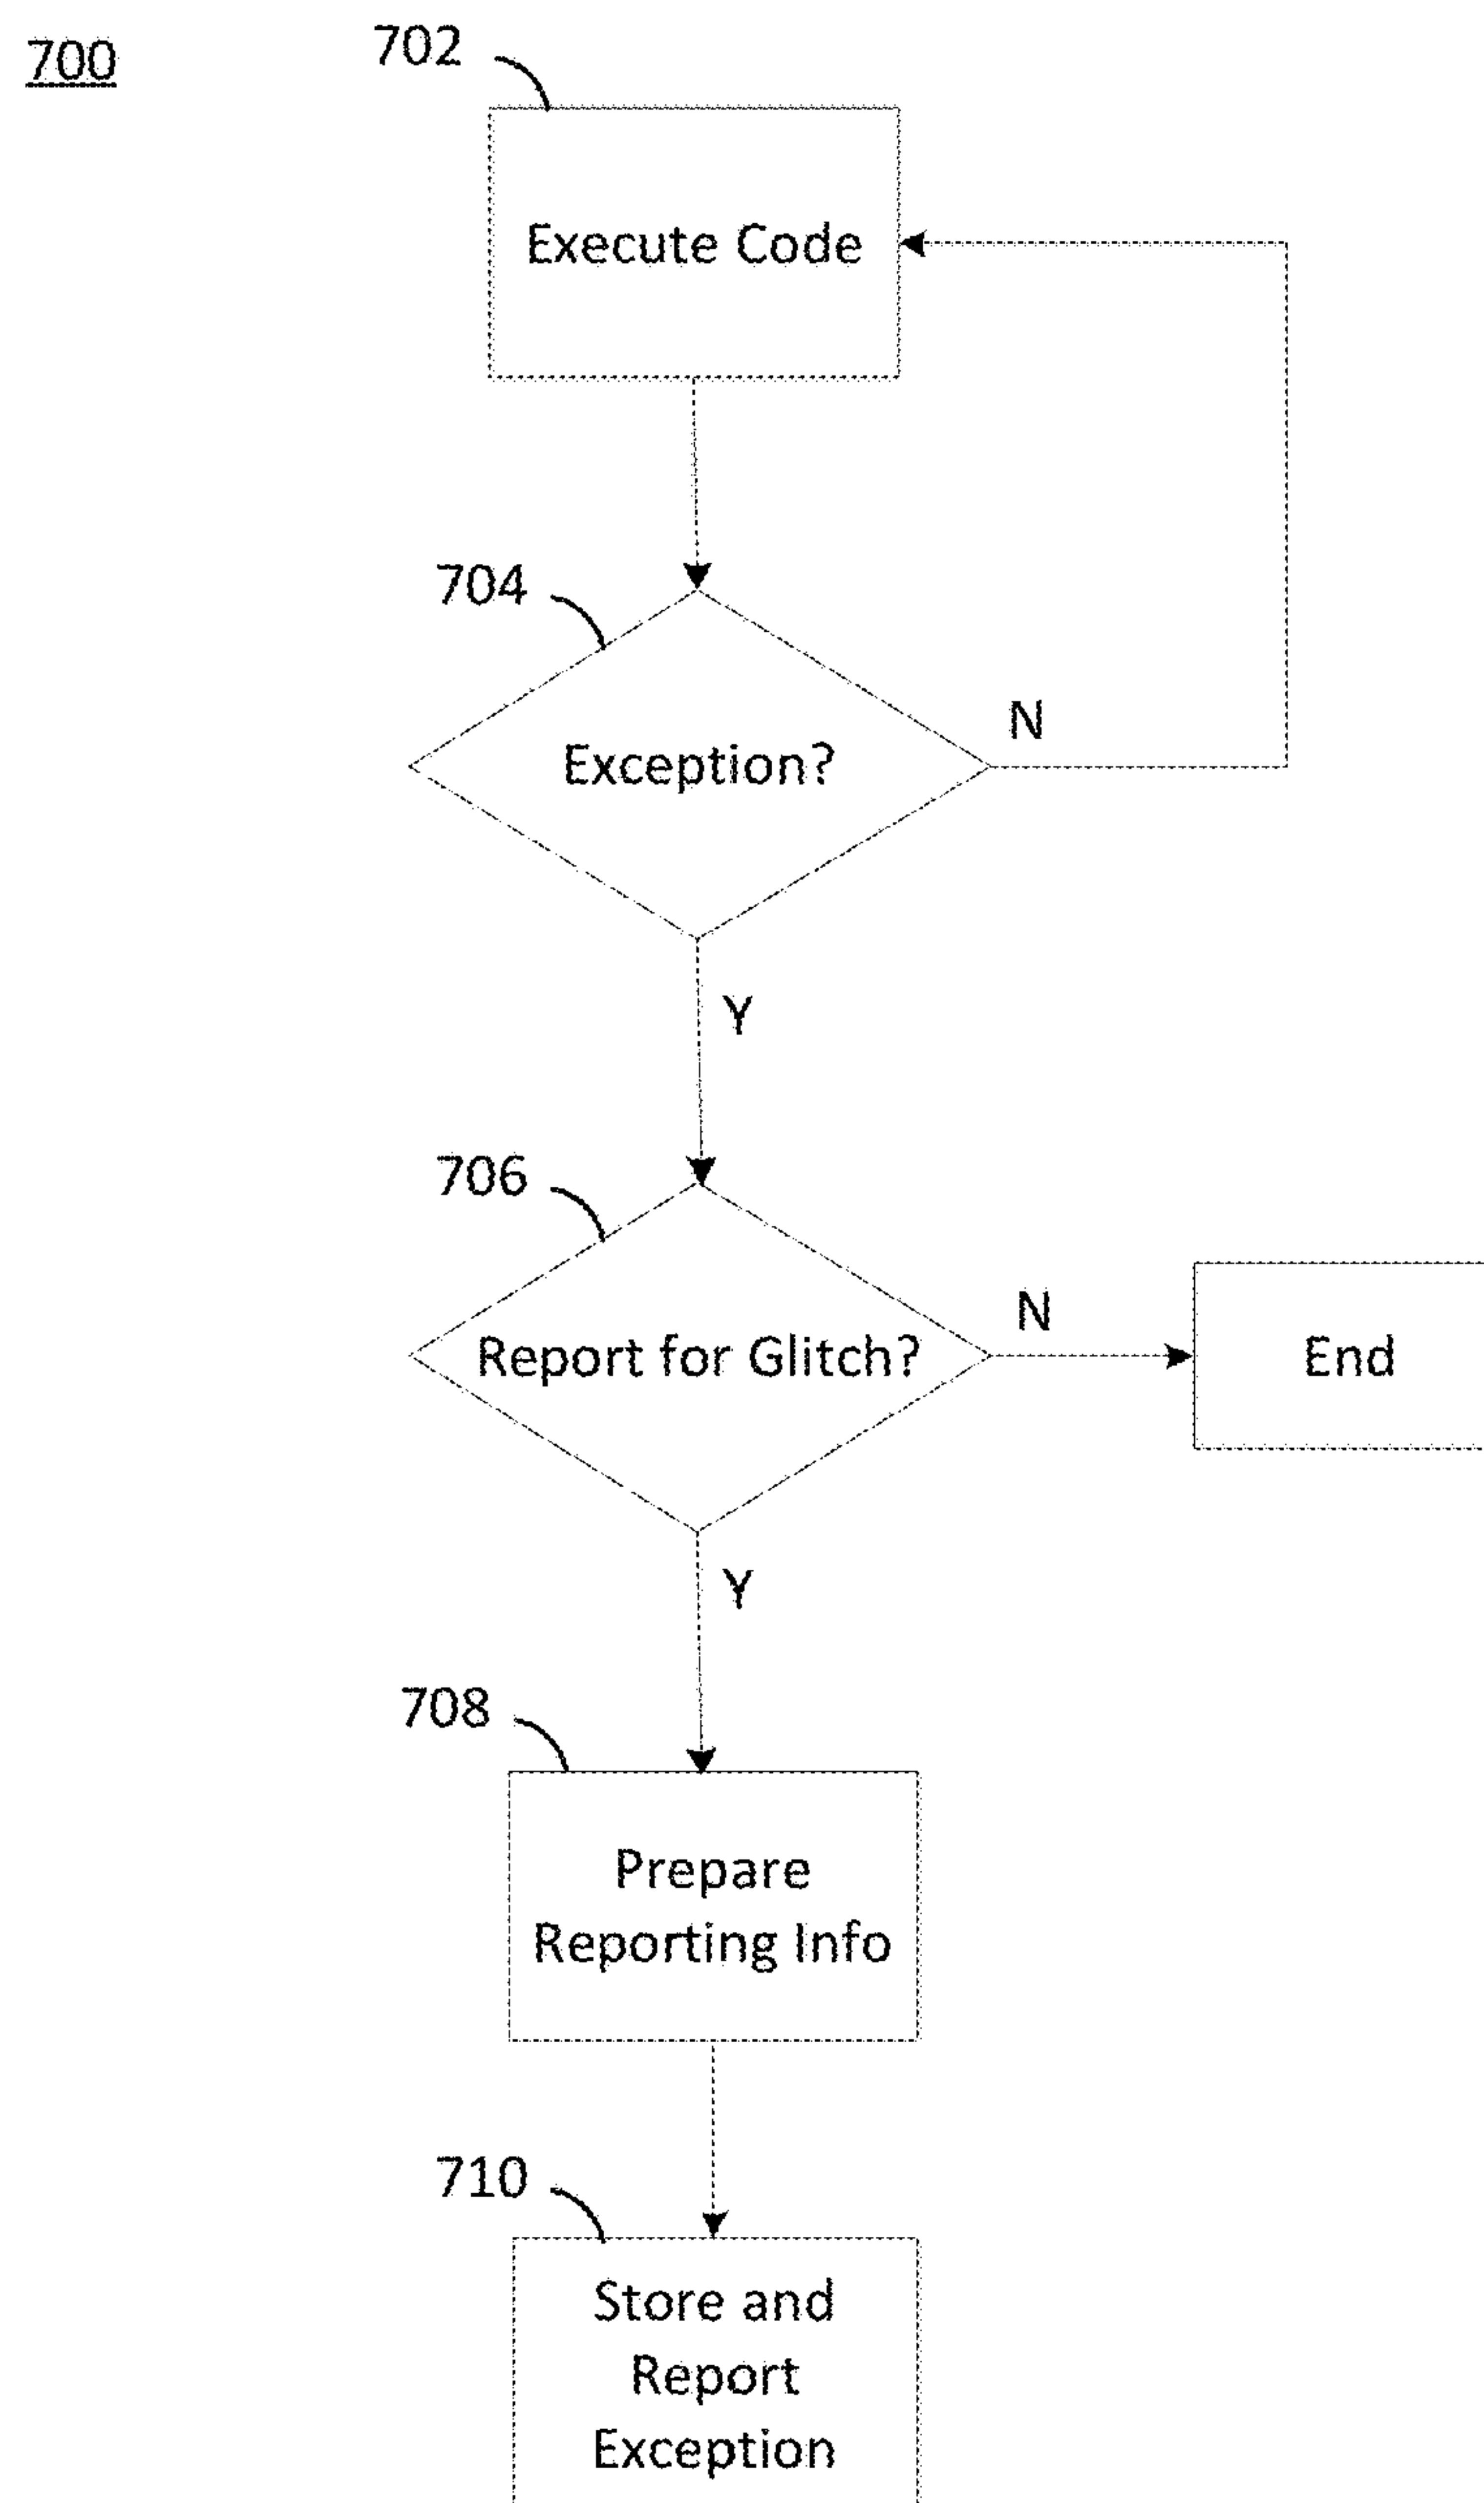 700
702
Execute Code
704
Exception?
N
Y
706
Report for Glitch?
N
End
Y
708
Prepare
Reporting Info
710
Store and
Report
Exception